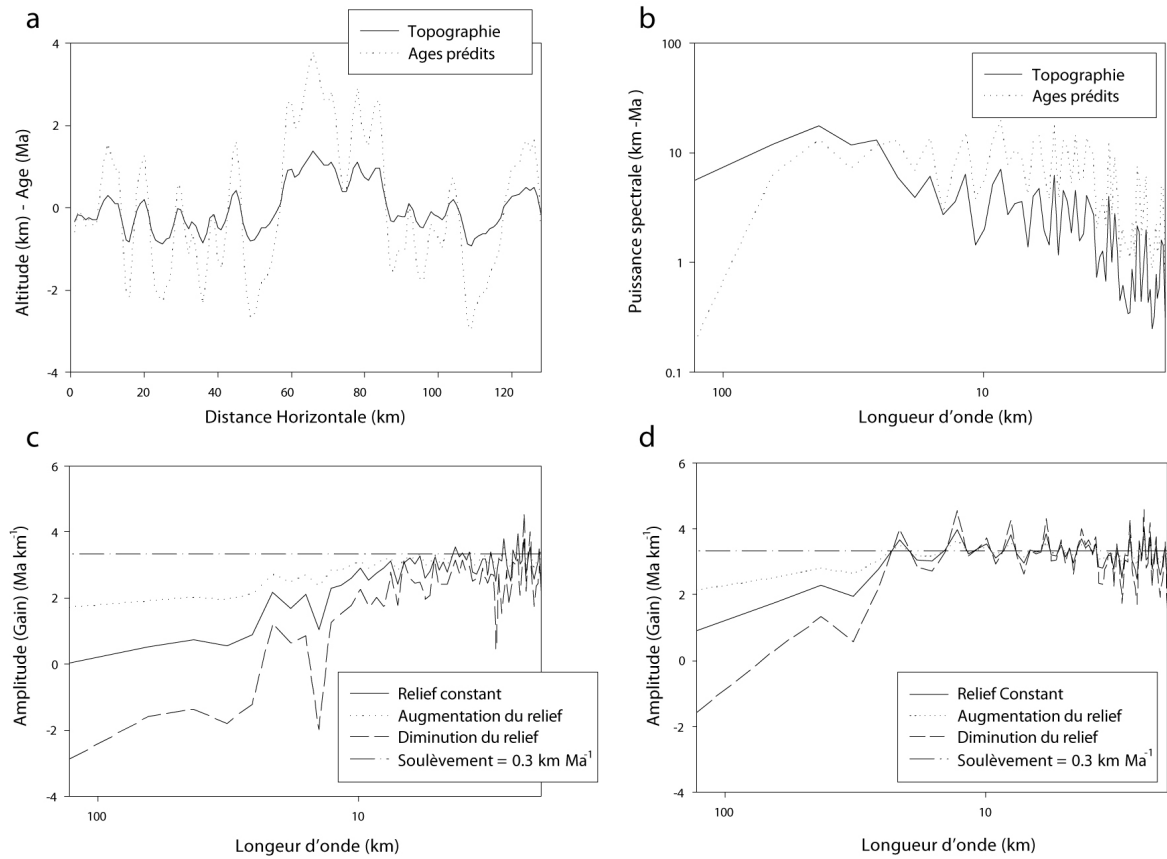 a
Topographie
Ages prédits
4
2
0
-2
-4
Altitude (km) - Age (Ma)
0
20
40
60
80
100
120
Distance Horizontale (km)
b
Topographie
Ages prédits
100
10
1
0.1
Puissance spectrale (km -Ma )
100
10
Longueur d'onde (km)
c
6
4
2
0
-2
-4
Amplitude (Gain) (Ma km-1)
Relief constant
Augmentation du relief
Diminution du relief
Soulèvement = 0.3 km Ma-1
100
10
Longeur d'onde (km)
d
6
4
2
0
-2
-4
Amplitude (Gain) (Ma km-1)
Relief Constant
Augmentation du relief
Diminution du relief
Soulèvement = 0.3 km Ma-1
100
10
Longueur d'onde (km)